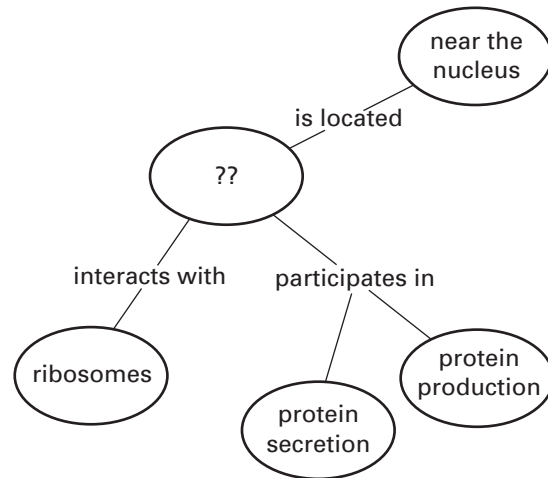 near the
nucleus
is located
??
interacts with
participates in
ribosomes
protein
production
protein
secretion